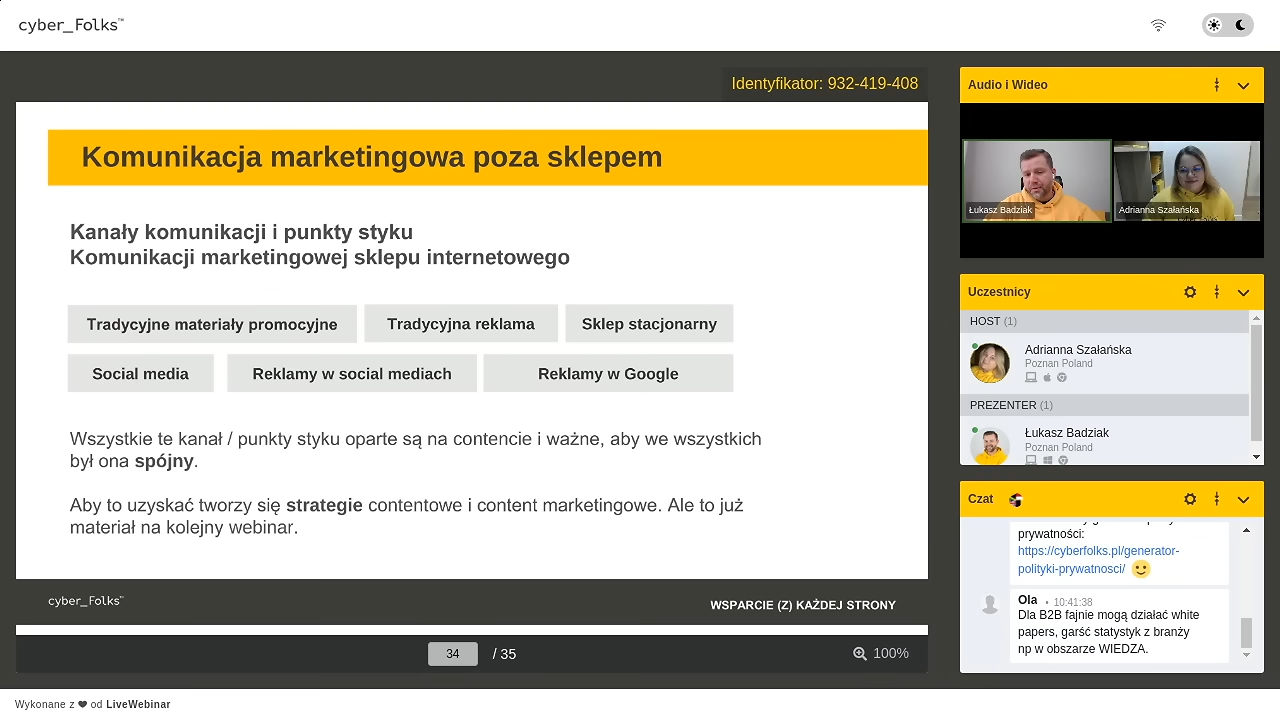 cyber_Folks™
Identyfikator: 932-419-408
Komunikacja marketingowa poza sklepem
Kanały komunikacji i punkty styku
Komunikacji marketingowej sklepu internetowego
Tradycyjne materiały promocyjne
Tradycyjna reklama
Sklep stacjonarny
Social media
Reklamy w social mediach
Reklamy w Google
Wszystkie te kanał / punkty styku oparte są na contencie i ważne, aby we wszystkich
był ona spójny.
Aby to uzyskać tworzy się strategie contentowe i content marketingowe. Ale to już
materiał na kolejny webinar.
cyber_Folks™
WSPARCIE (Z) KAŻDEJ STRONY
34 / 35
100%
Audio i Wideo
Łukasz Badziak
Adrianna Szałańska
Uczestnicy
HOST (1)
Adrianna Szałańska
Poznan Poland
PREZENTER (1)
Łukasz Badziak
Poznan Poland
Czat
prywatności:
https://cyberfolks.pl/generator-
polityki-prywatnosci/
Ola • 10:41:38
Dla B2B fajnie mogą działać white
papers, garść statystyk z branży
np w obszarze WIEDZA.
Wykonane z ❤ od LiveWebinar